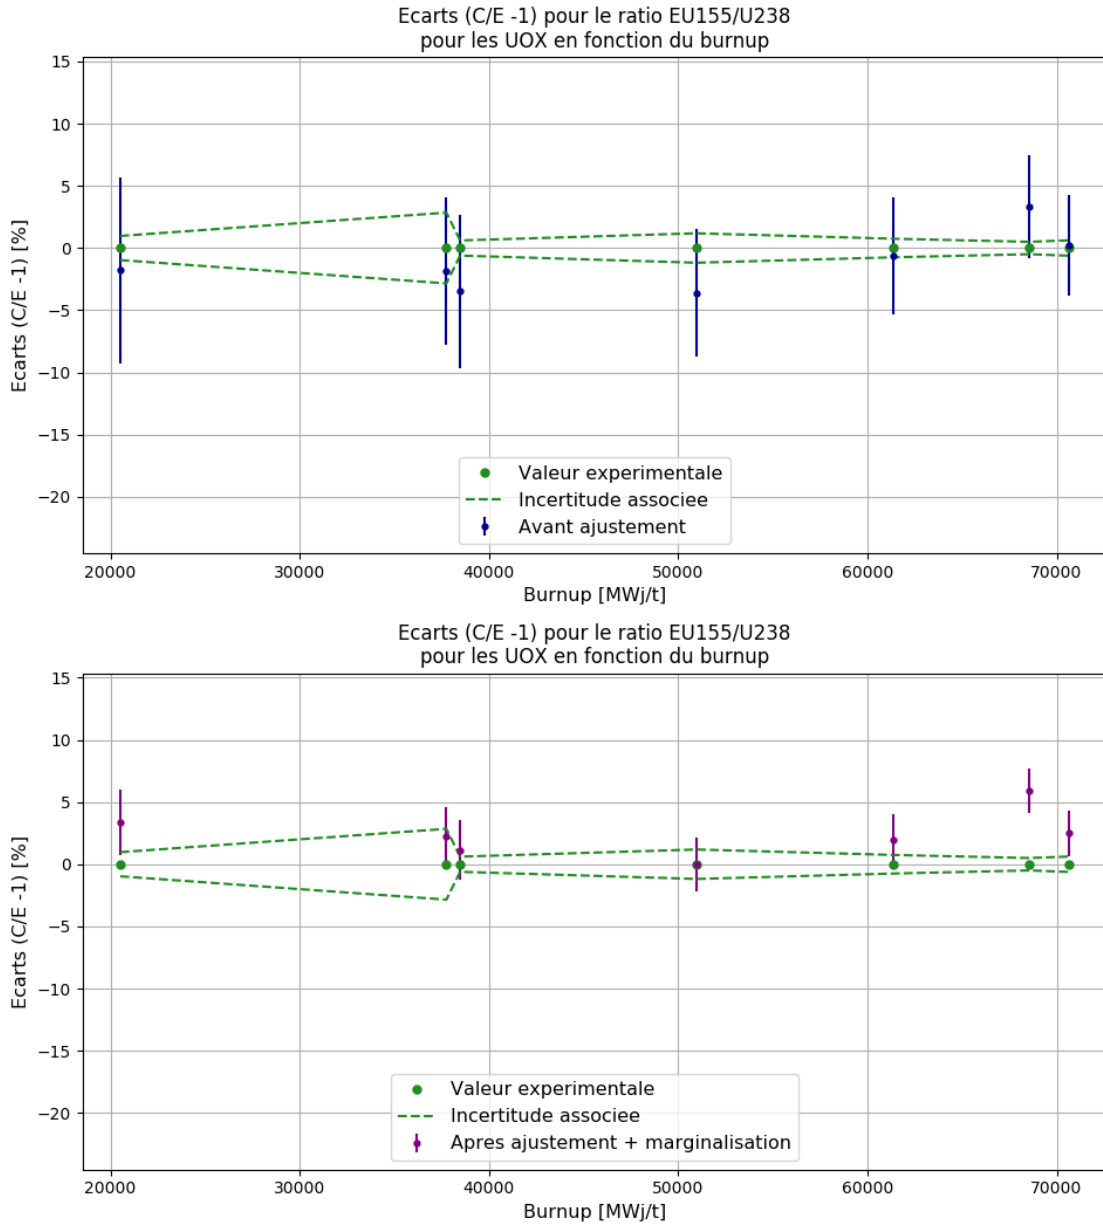 Ecarts (C/E -1) pour le ratio EU155/U238
pour les UOX en fonction du burnup
Ecarts (C/E -1) [%]
15
10
5
0
−5
−10
−15
−20
Valeur experimentale
Incertitude associee
Avant ajustement
20000 30000 40000 50000 60000 70000
Burnup [MWj/t]
Ecarts (C/E -1) pour le ratio EU155/U238
pour les UOX en fonction du burnup
Ecarts (C/E -1) [%]
15
10
5
0
−5
−10
−15
−20
Valeur experimentale
Incertitude associee
Apres ajustement + marginalisation
20000 30000 40000 50000 60000 70000
Burnup [MWj/t]